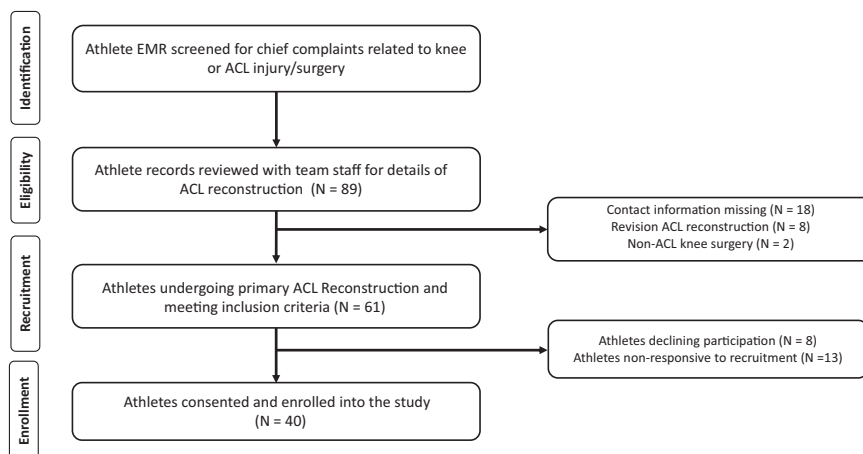 Identification
Athlete EMR screened for chief complaints related to knee
or ACL injury/surgery
Eligibility
Athlete records reviewed with team staff for details of
ACL reconstruction (N = 89)
Contact information missing (N = 18)
Revision ACL reconstruction (N = 8)
Non-ACL knee surgery (N = 2)
Recruitment
Athletes undergoing primary ACL Reconstruction and
meeting inclusion criteria (N = 61)
Athletes declining participation (N = 8)
Athletes non-responsive to recruitment (N =13)
Enrollment
Athletes consented and enrolled into the study
(N = 40)